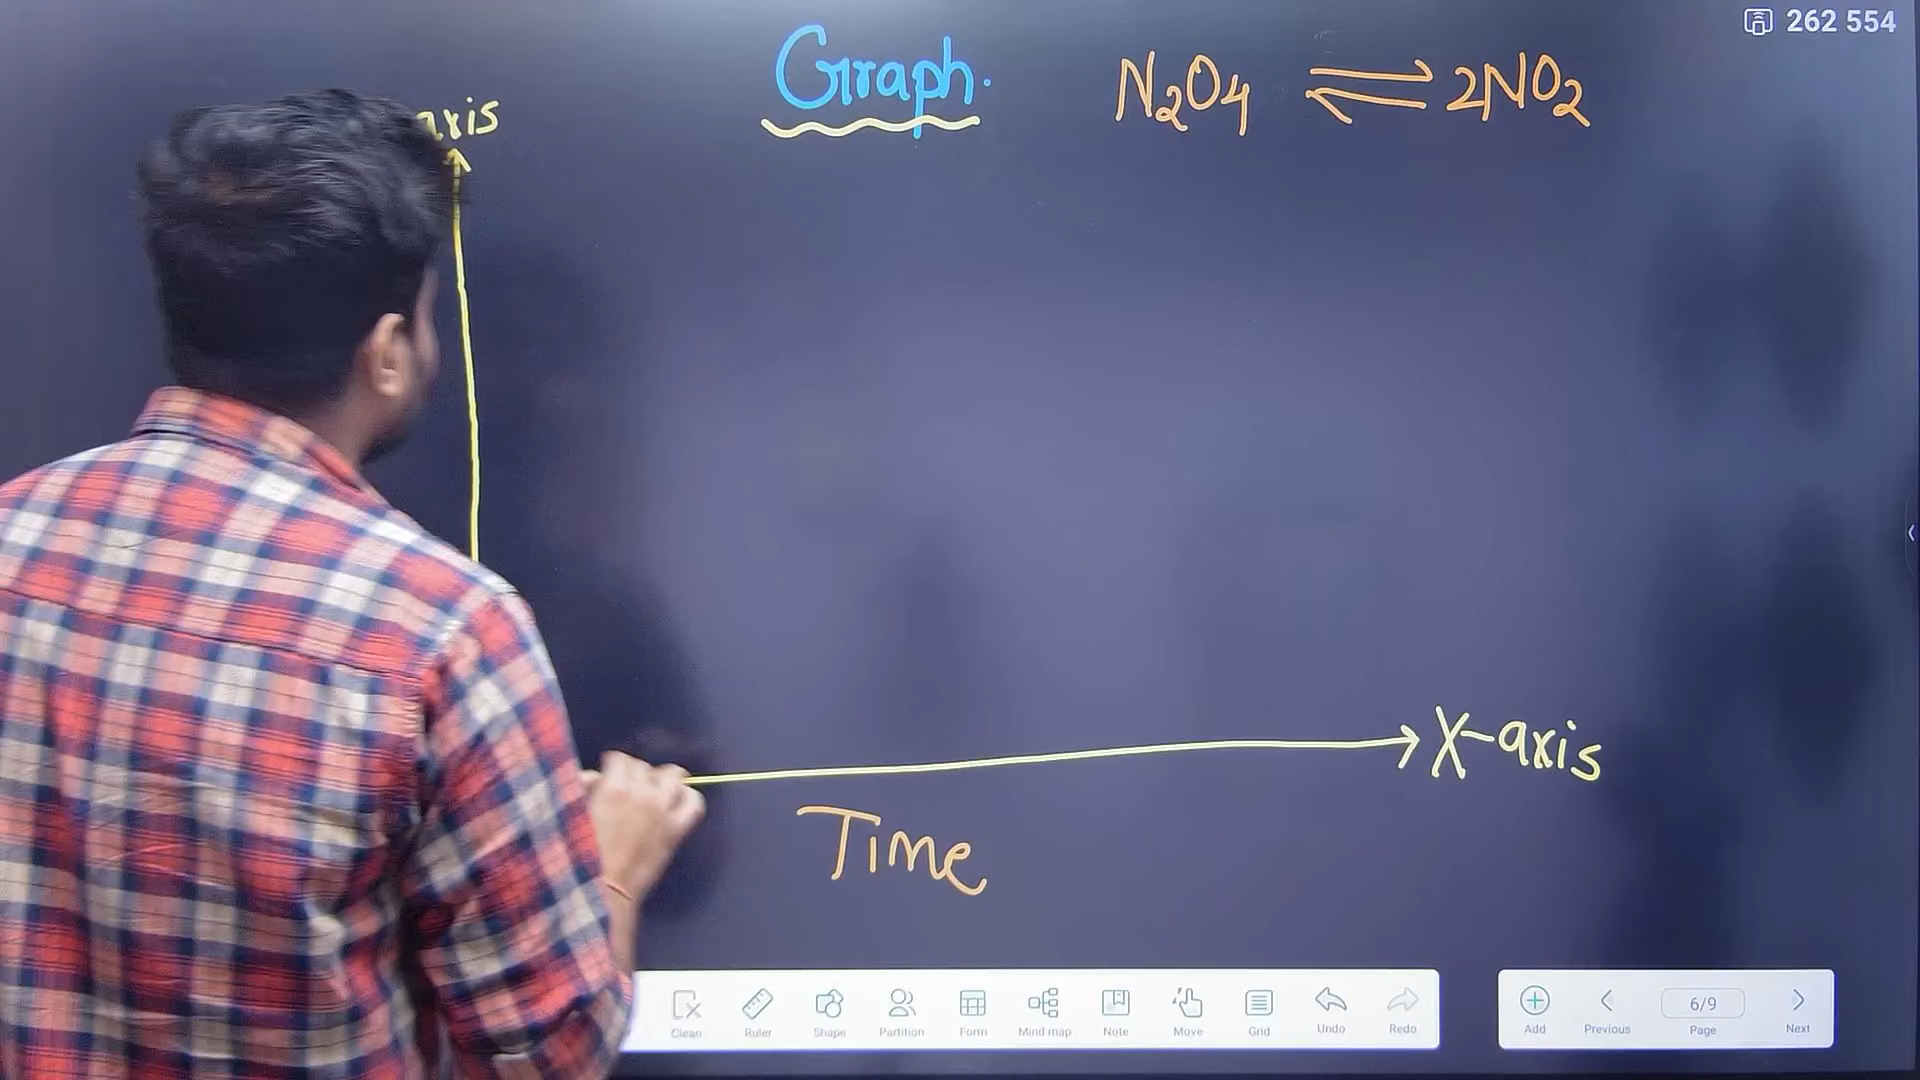 262 554
Graph. N₂O₄ ⇌ 2NO₂
axis
X-axis
Time
Clean Ruler Shape Partition Form Mind map Note Move Grid Undo Redo Add Previous 6/9 Page Next